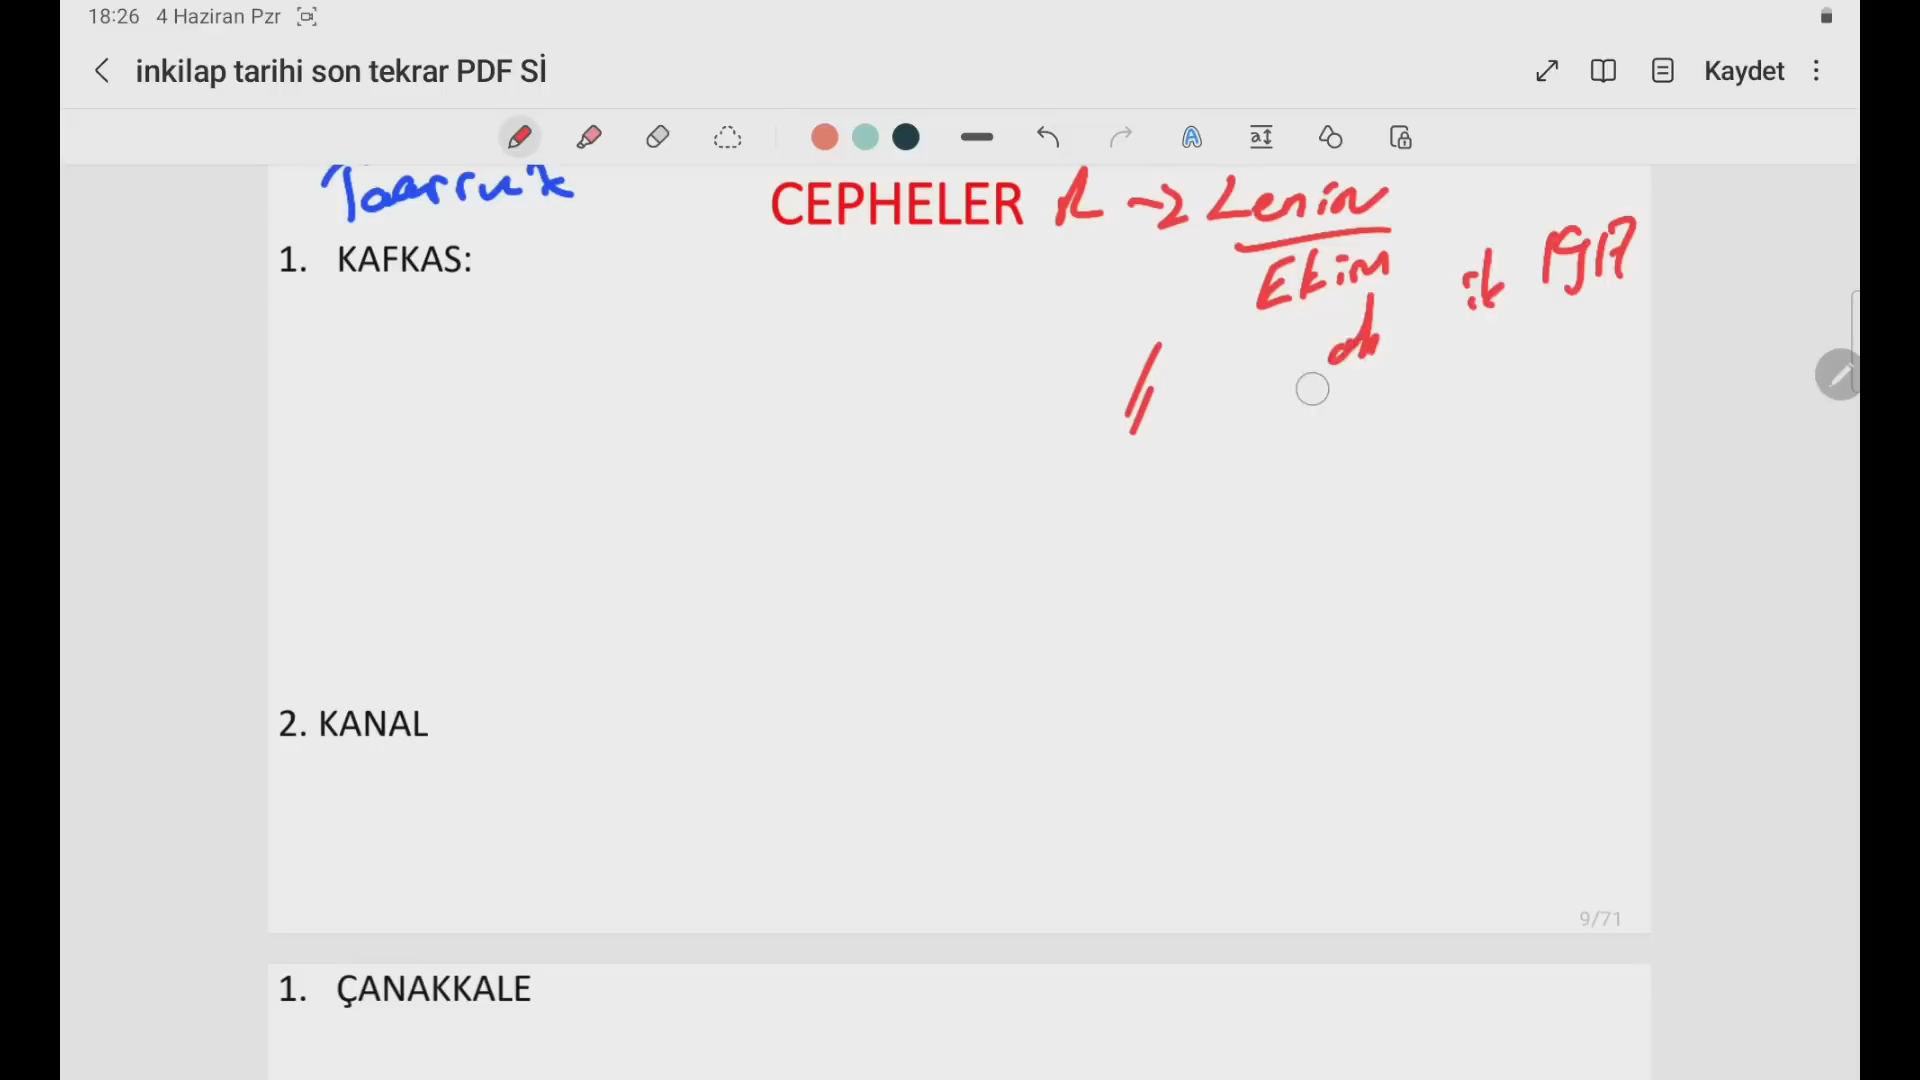 18:26 4 Haziran Pzr
inkilap tarihi son tekrar PDF Sİ
Kaydet
Taarruz
CEPHELER R → Lenin
1. KAFKAS:
Ekim 1917
2. KANAL
9/71
1. ÇANAKKALE